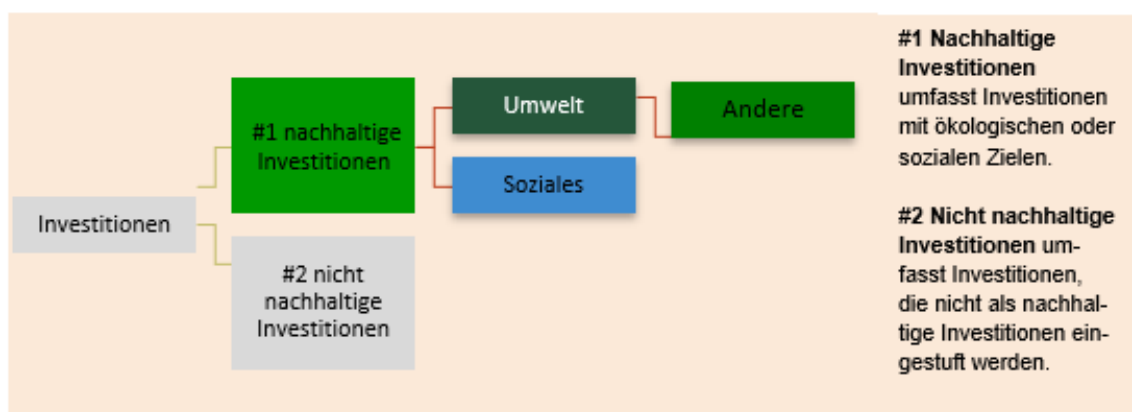 Investitionen
#1 nachhaltige
Investitionen
#2 nicht
nachhaltige
Investitionen
Umwelt
Soziales
Andere
#1 Nachhaltige
Investitionen
umfasst Investitionen
mit ökologischen oder
sozialen Zielen.
#2 Nicht nachhaltige
Investitionen um-
fasst Investitionen,
die nicht als nachhal-
tige Investitionen ein-
gestuft werden.